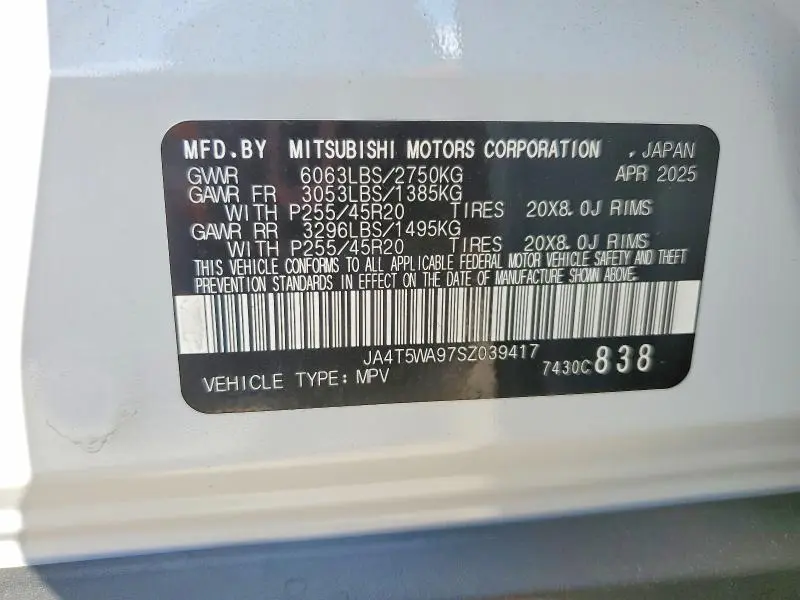 MFD.BY MITSUBISHI MOTORS CORPORATION , JAPAN
GVWR 6063LBS/2750KG APR 2025
GAWR FR 3053LBS/1385KG
WITH P255/45R20 TIRES 20X8.0J RIMS
GAWR RR 3296LBS/1495KG
WITH P255/45R20 TIRES 20X8.0J RIMS
THIS VEHICLE CONFORMS TO ALL APPLICABLE FEDERAL MOTOR VEHICLE SAFETY AND THEFT
PREVENTION STANDARDS IN EFFECT ON THE DATE OF MANUFACTURE SHOWN ABOVE.
JA4T5WA97SZ039417
VEHICLE TYPE: MPV 7430C 838